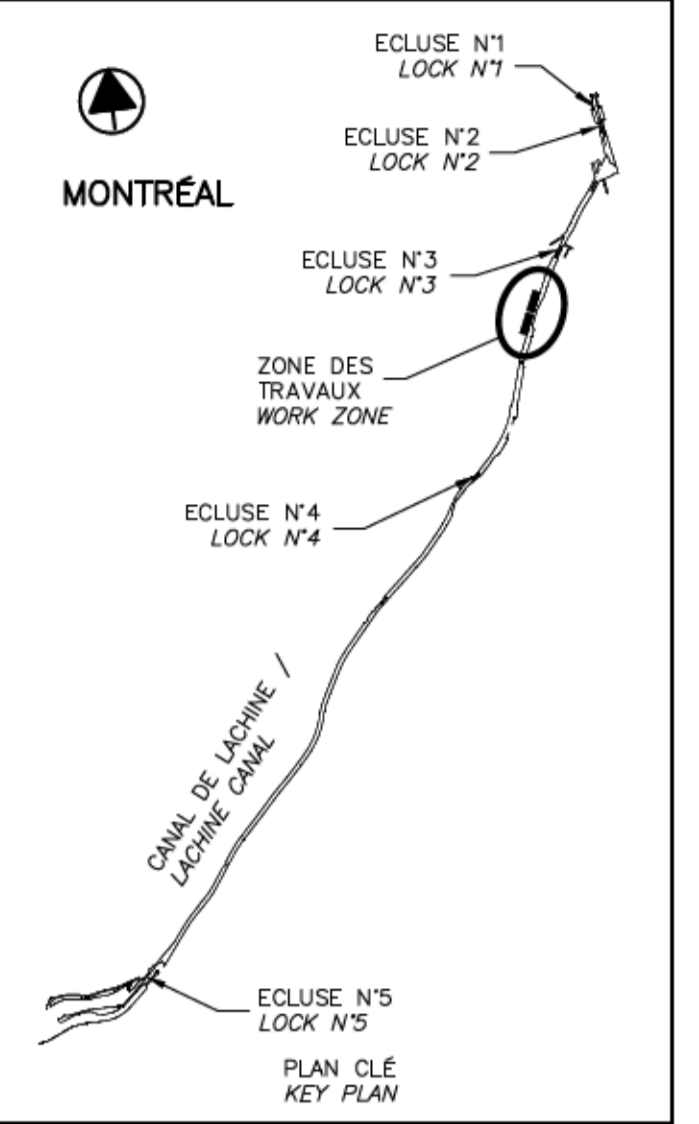 ECLUSE N°1
LOCK N°1
ECLUSE N°2
LOCK N°2
MONTRÉAL
ECLUSE N°3
LOCK N°3
ZONE DES
TRAVAUX
WORK ZONE
ECLUSE N°4
LOCK N°4
CANAL DE LACHINE /
LACHINE CANAL
ECLUSE N°5
LOCK N°5
PLAN CLÉ
KEY PLAN